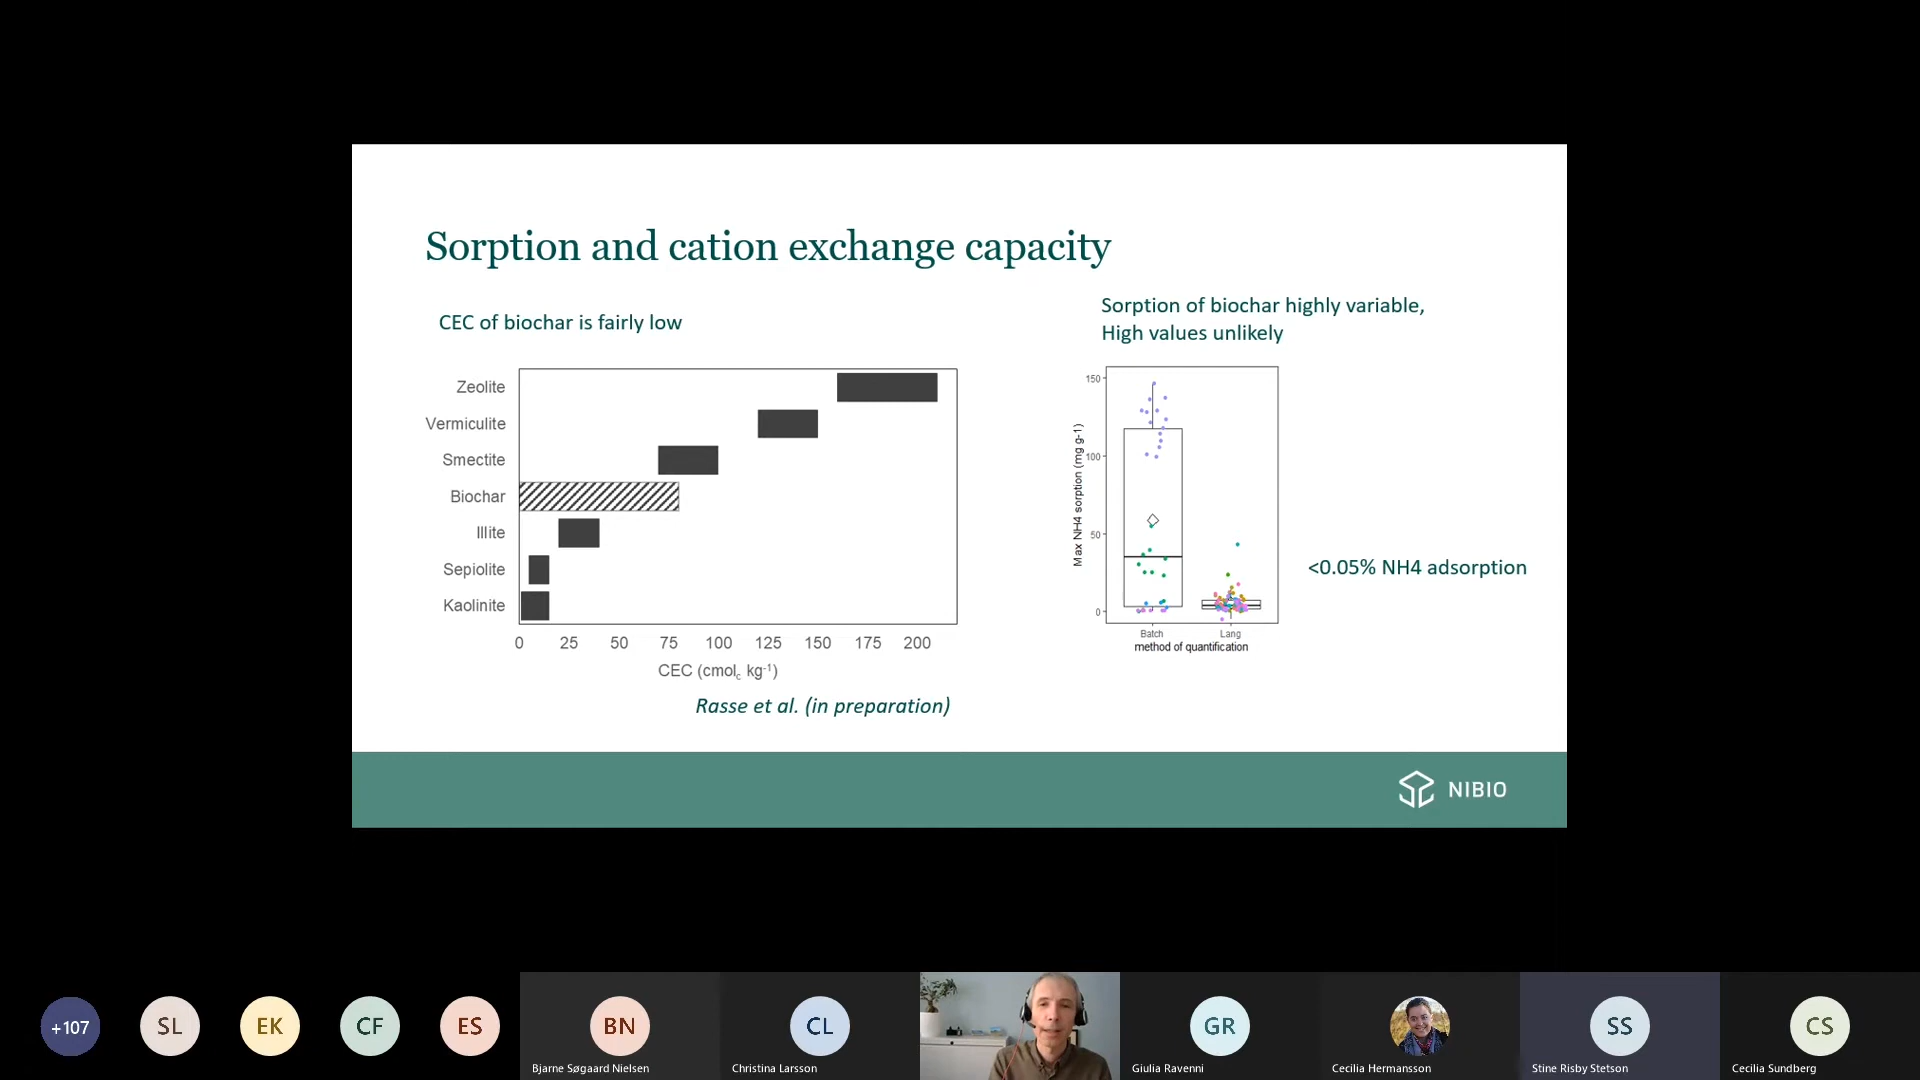 Sorption and cation exchange capacity
CEC of biochar is fairly low
Sorption of biochar highly variable,
High values unlikely
Zeolite
Vermiculite
Smectite
Biochar
Illite
Sepiolite
Kaolinite
0 25 50 75 100 125 150 175 200
CEC (cmol_c kg⁻¹)
Rasse et al. (in preparation)
Max NH4 sorption (mg g-1)
150
100
50
0
Batch Lang
method of quantification
<0.05% NH4 adsorption
NIBIO
+107
SL
EK
CF
ES
BN
Bjarne Søgaard Nielsen
CL
Christina Larsson
GR
Giulia Ravenni
Cecilia Hermansson
SS
Stine Risby Stetson
CS
Cecilia Sundberg